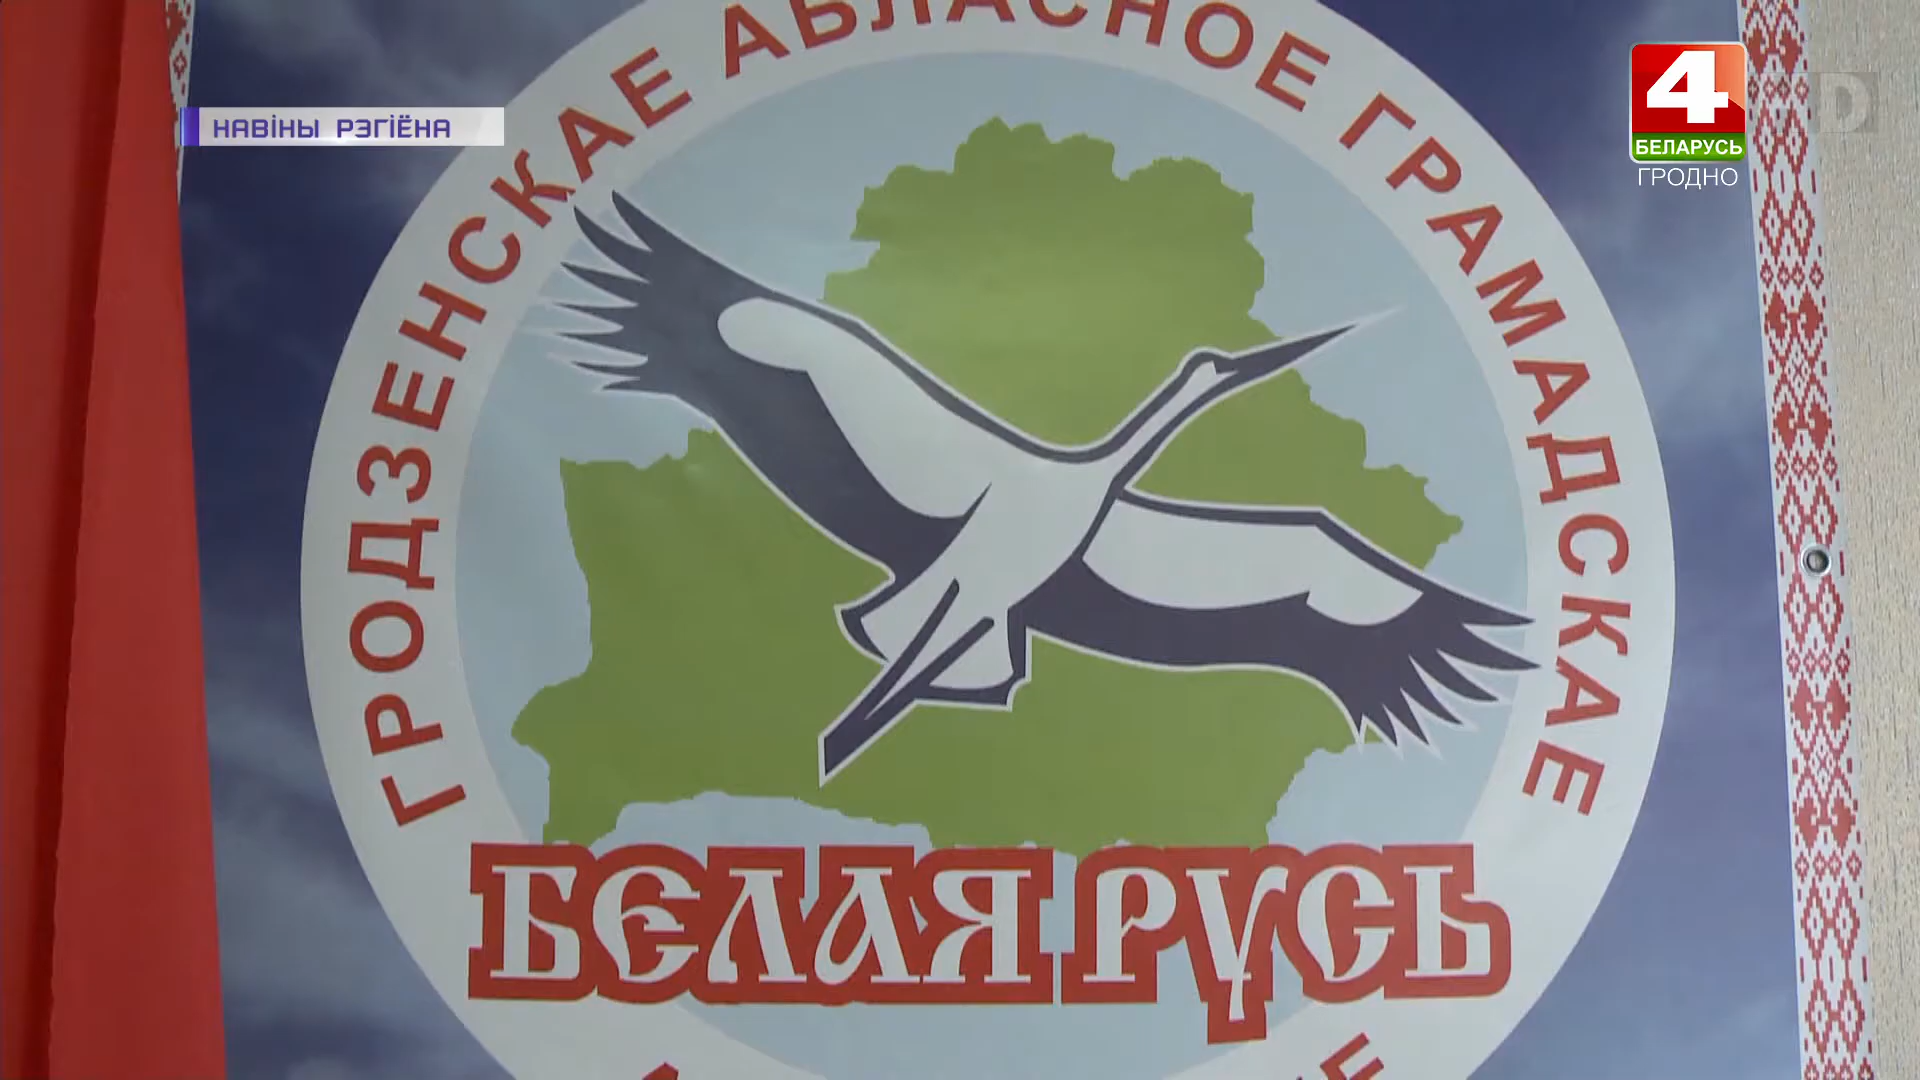 ГРОДЗЕНСКАЕ АБЛАСНОЕ ГРАМАДСКАЕ
НАВІНЫ РЭГІЁНА
4
БЕЛАРУСЬ
ГРОДНО
БЕЛАЯ РУСЬ